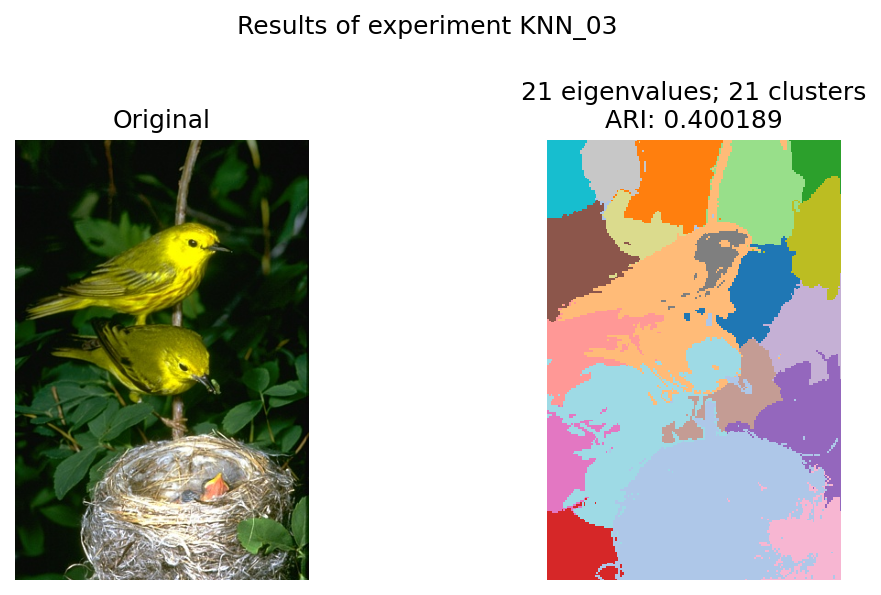 Results of experiment KNN_03
Original
21 eigenvalues; 21 clusters
ARI: 0.400189